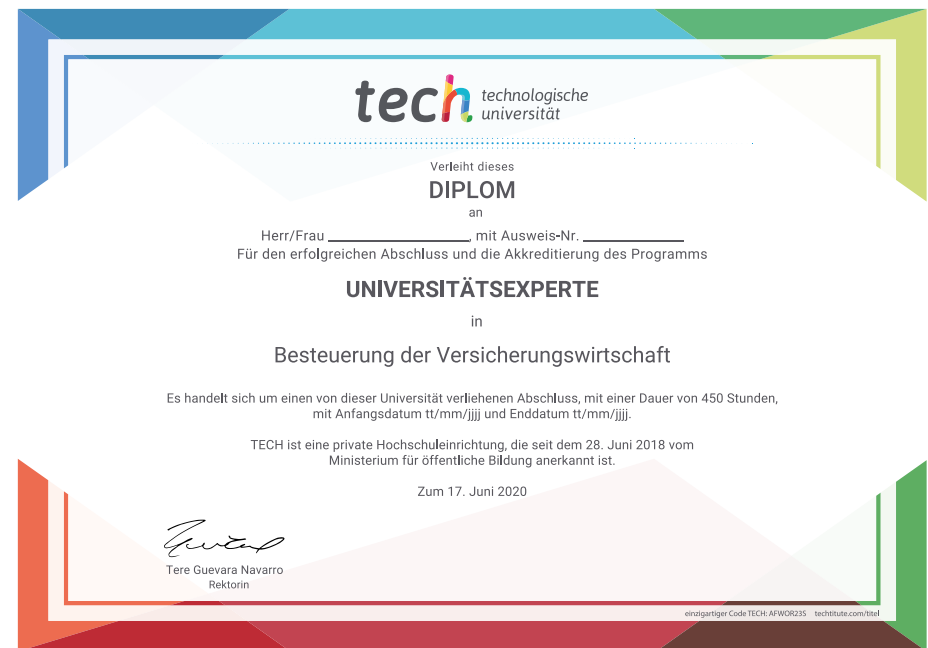 tech technologische
universität
Verleiht dieses
DIPLOM
an
Herr/Frau ____________________, mit Ausweis-Nr. ______________
Für den erfolgreichen Abschluss und die Akkreditierung des Programms
UNIVERSITÄTSEXPERTE
in
Besteuerung der Versicherungswirtschaft
Es handelt sich um einen von dieser Universität verliehenen Abschluss, mit einer Dauer von 450 Stunden,
mit Anfangsdatum tt/mm/jjjj und Enddatum tt/mm/jjjj.
TECH ist eine private Hochschuleinrichtung, die seit dem 28. Juni 2018 vom
Ministerium für öffentliche Bildung anerkannt ist.
Zum 17. Juni 2020
Tere Guevara Navarro
Rektorin
einzigartiger Code TECH: AFWOR23S techtitute.com/titel